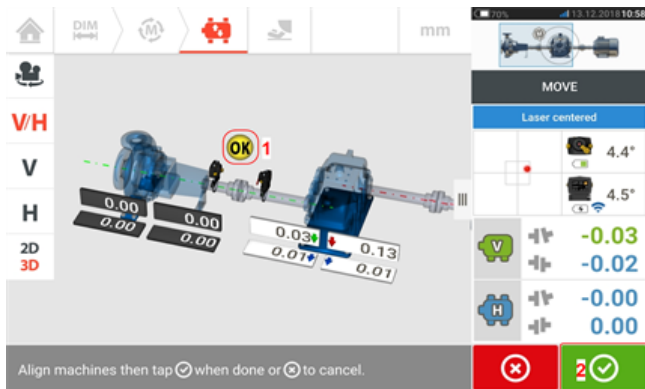 DIM
M
mm
70%
13.12.2018 10:58
M
MOVE
Laser centered
4.4°
4.5°
V/H
V
H
2D
3D
OK 1
0.00
0.00
0.00
0.00
0.03
0.13
0.01
0.01
V
-0.03
-0.02
H
-0.00
0.00
Align machines then tap when done or to cancel.
2